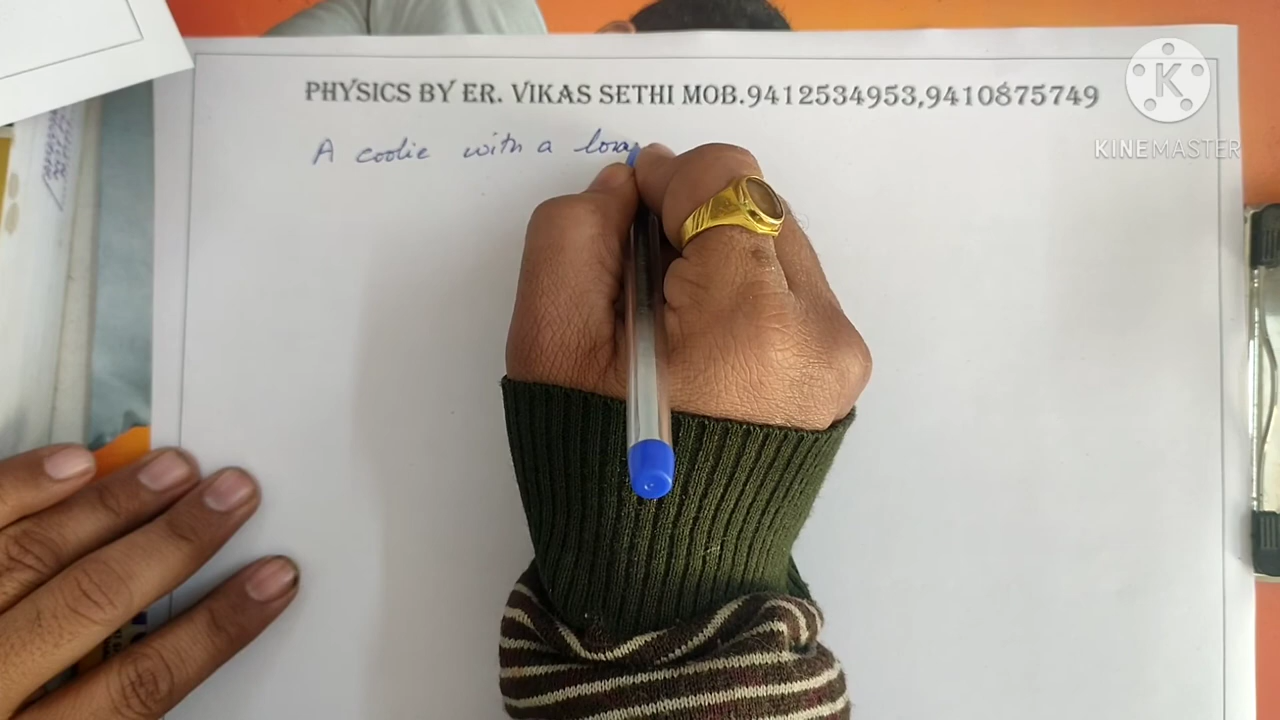 PHYSICS BY ER. VIKAS SETHI MOB.9412534953,9410875749
A coolie with a
KINEMASTER